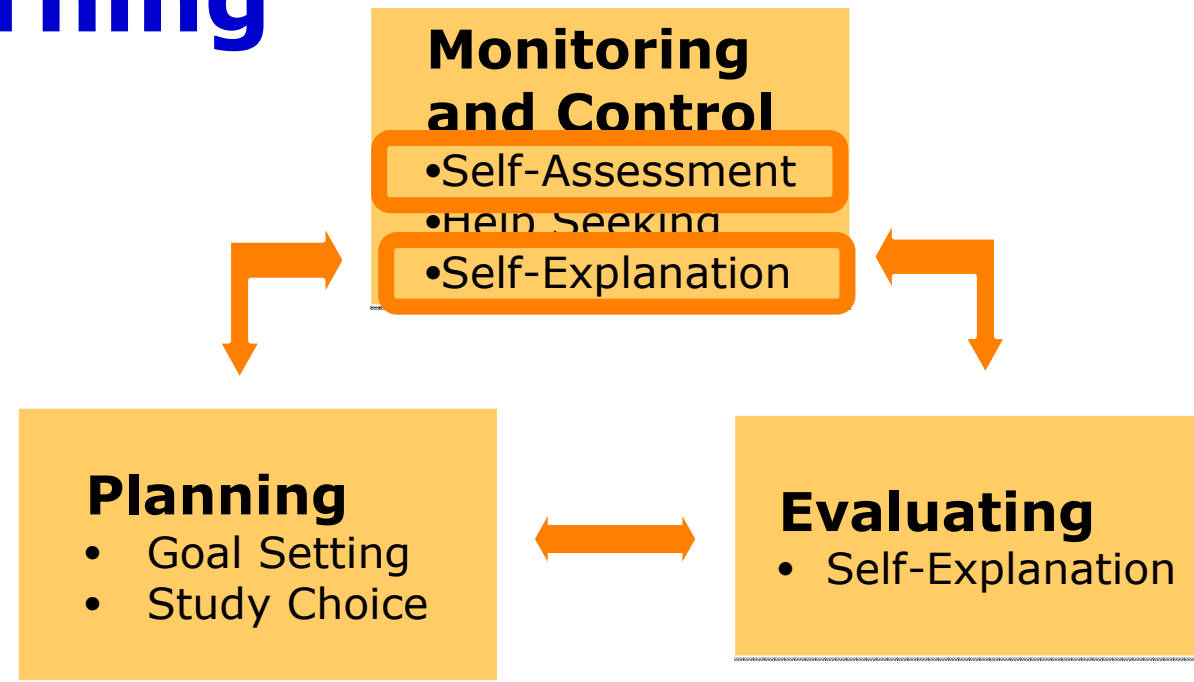 Monitoring
and Control
•Self-Assessment
•Help Seeking
•Self-Explanation
Planning
• Goal Setting
• Study Choice
Evaluating
• Self-Explanation